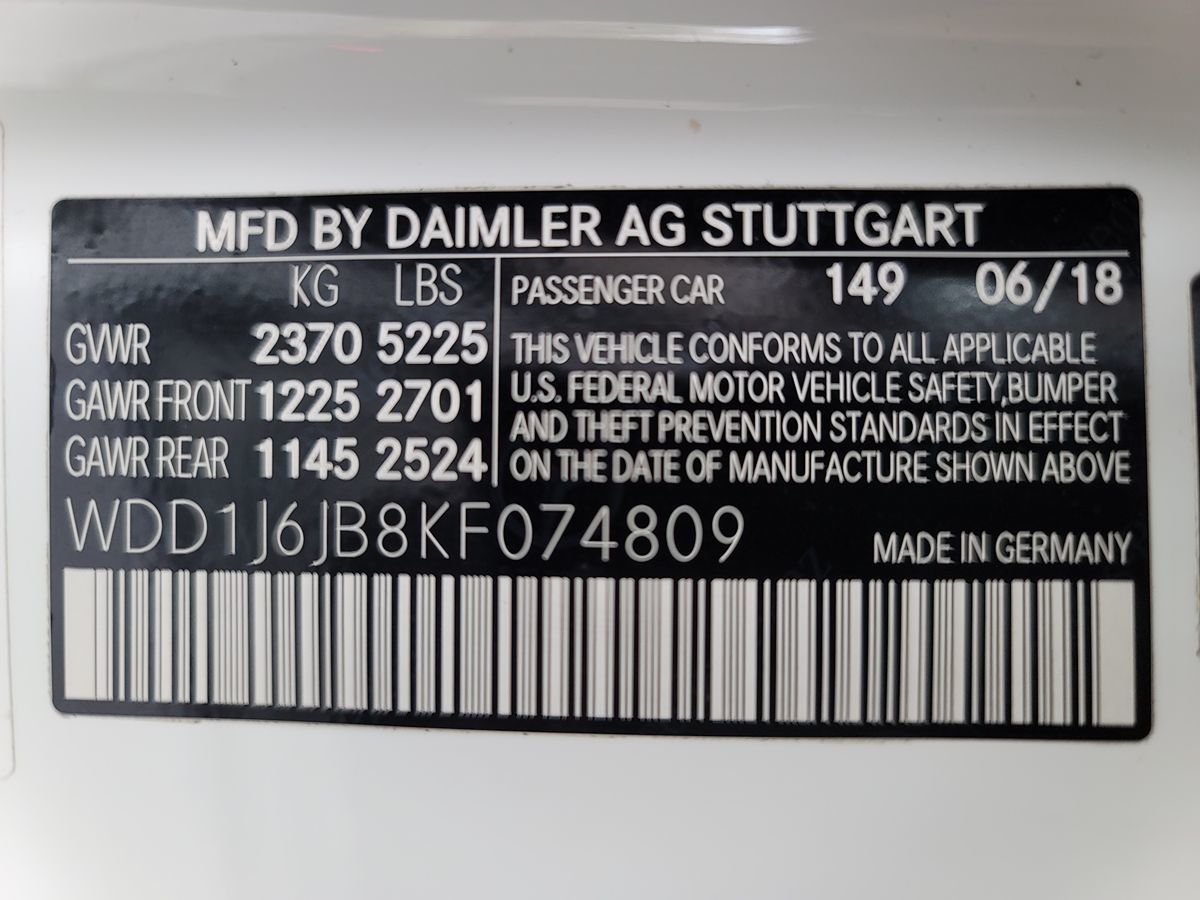 MFD BY DAIMLER AG STUTTGART
KG LBS
GVWR 2370 5225
GAWR FRONT 1225 2701
GAWR REAR 1145 2524
PASSENGER CAR 149 06/18
THIS VEHICLE CONFORMS TO ALL APPLICABLE
U.S. FEDERAL MOTOR VEHICLE SAFETY,BUMPER
AND THEFT PREVENTION STANDARDS IN EFFECT
ON THE DATE OF MANUFACTURE SHOWN ABOVE
WDD1J6JB8KF074809
MADE IN GERMANY